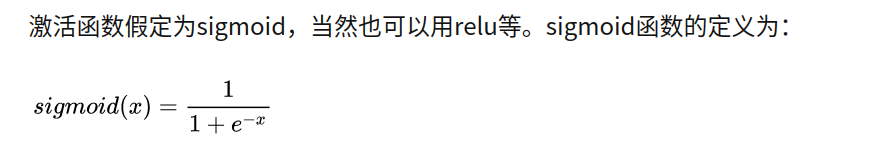 激活函数假定为sigmoid，当然也可以用relu等。sigmoid函数的定义为：
sigmoid(x) = \frac{1}{1 + e^{-x}}